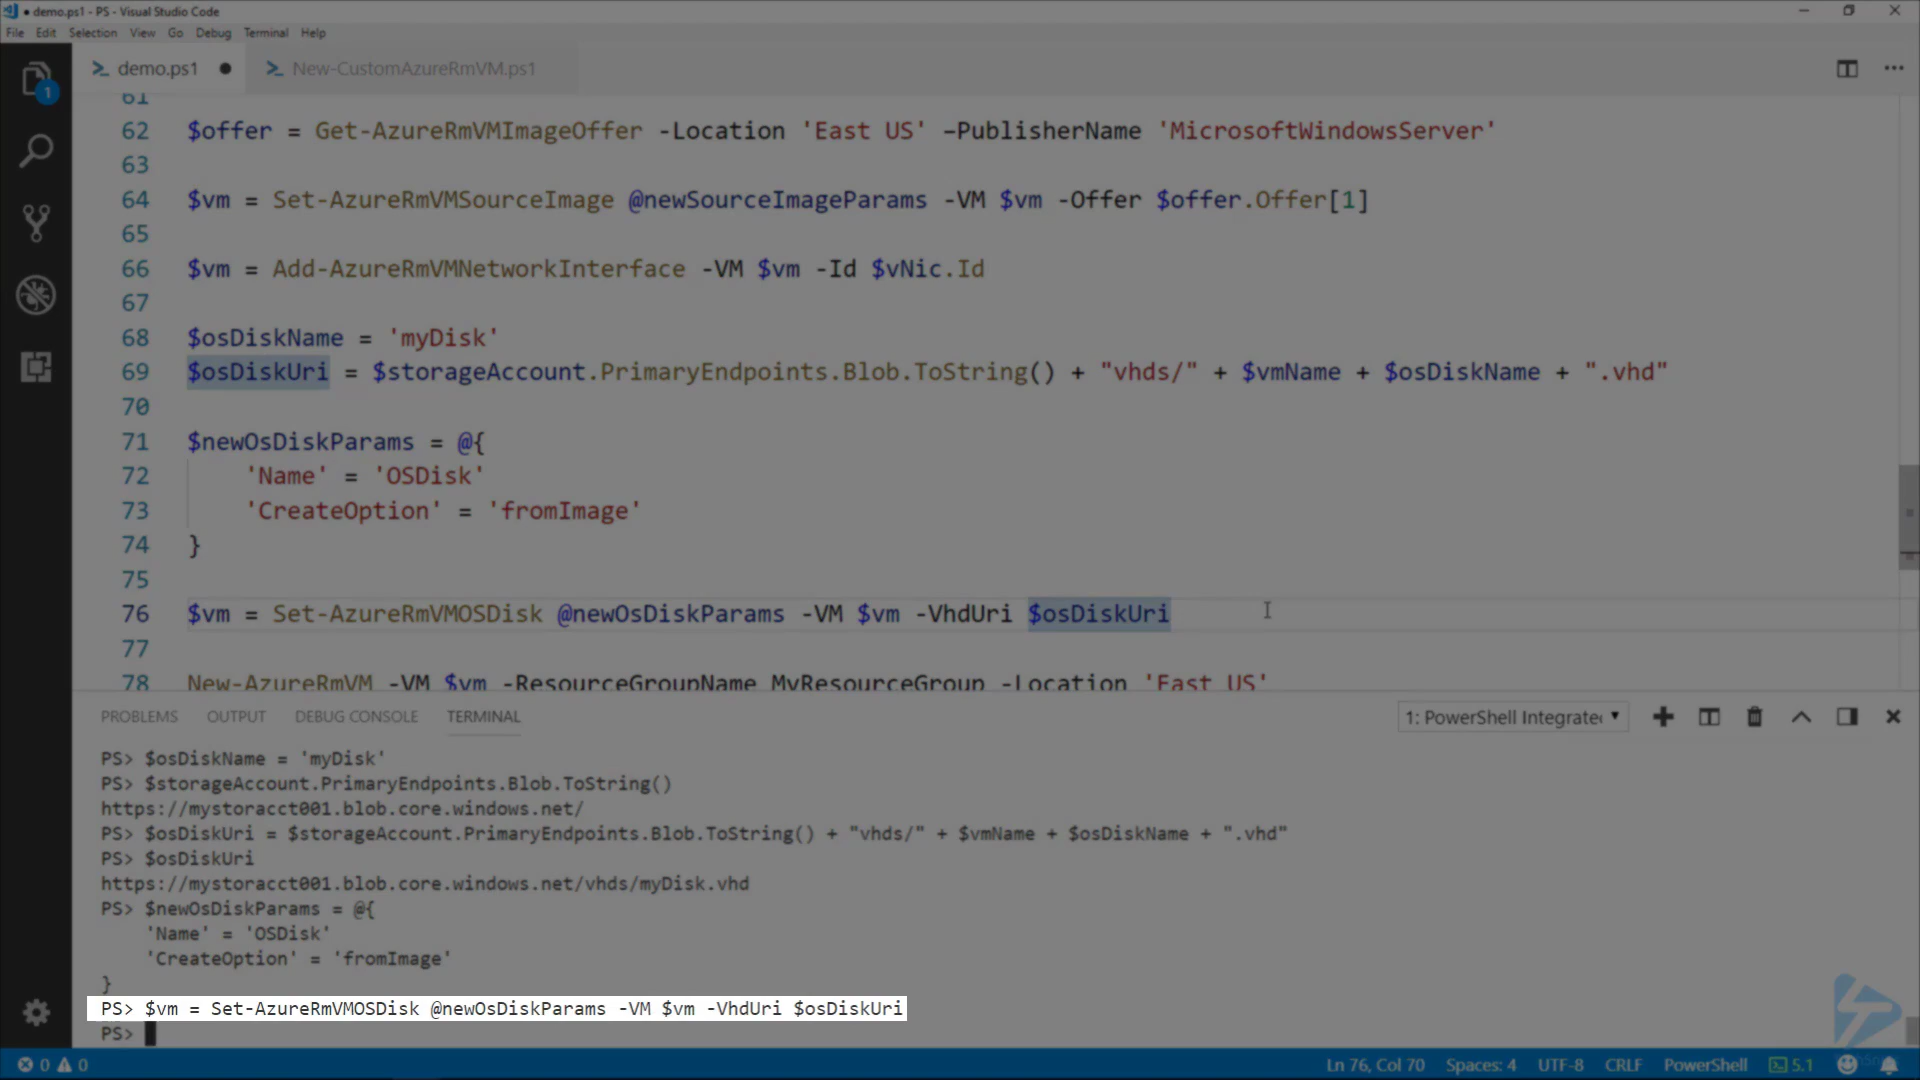 demo.ps1 - PS - Visual Studio Code
File Edit Selection View Go Debug Terminal Help
1
demo.ps1
New-CustomAzureRmVM.ps1
61
62 $offer = Get-AzureRmVMImageOffer -Location 'East US' –PublisherName 'MicrosoftWindowsServer'
63
64 $vm = Set-AzureRmVMSourceImage @newSourceImageParams -VM $vm -Offer $offer.Offer[1]
65
66 $vm = Add-AzureRmVMNetworkInterface -VM $vm -Id $vNic.Id
67
68 $osDiskName = 'myDisk'
69 $osDiskUri = $storageAccount.PrimaryEndpoints.Blob.ToString() + "vhds/" + $vmName + $osDiskName + ".vhd"
70
71 $newOsDiskParams = @{
72 'Name' = 'OSDisk'
73 'CreateOption' = 'fromImage'
74 }
75
76 $vm = Set-AzureRmVMOSDisk @newOsDiskParams -VM $vm -VhdUri $osDiskUri
77
78 New-AzureRmVM -VM $vm -ResourceGroupName MyResourceGroup -Location 'East US'
PROBLEMS OUTPUT DEBUG CONSOLE TERMINAL
1: PowerShell Integrate
PS> $osDiskName = 'myDisk'
PS> $storageAccount.PrimaryEndpoints.Blob.ToString()
https://mystoracct001.blob.core.windows.net/
PS> $osDiskUri = $storageAccount.PrimaryEndpoints.Blob.ToString() + "vhds/" + $vmName + $osDiskName + ".vhd"
PS> $osDiskUri
https://mystoracct001.blob.core.windows.net/vhds/myDisk.vhd
PS> $newOsDiskParams = @{
'Name' = 'OSDisk'
'CreateOption' = 'fromImage'
}
PS> $vm = Set-AzureRmVMOSDisk @newOsDiskParams -VM $vm -VhdUri $osDiskUri
PS>
0 0 Ln 76, Col 70 Spaces: 4 UTF-8 CRLF PowerShell 5.1